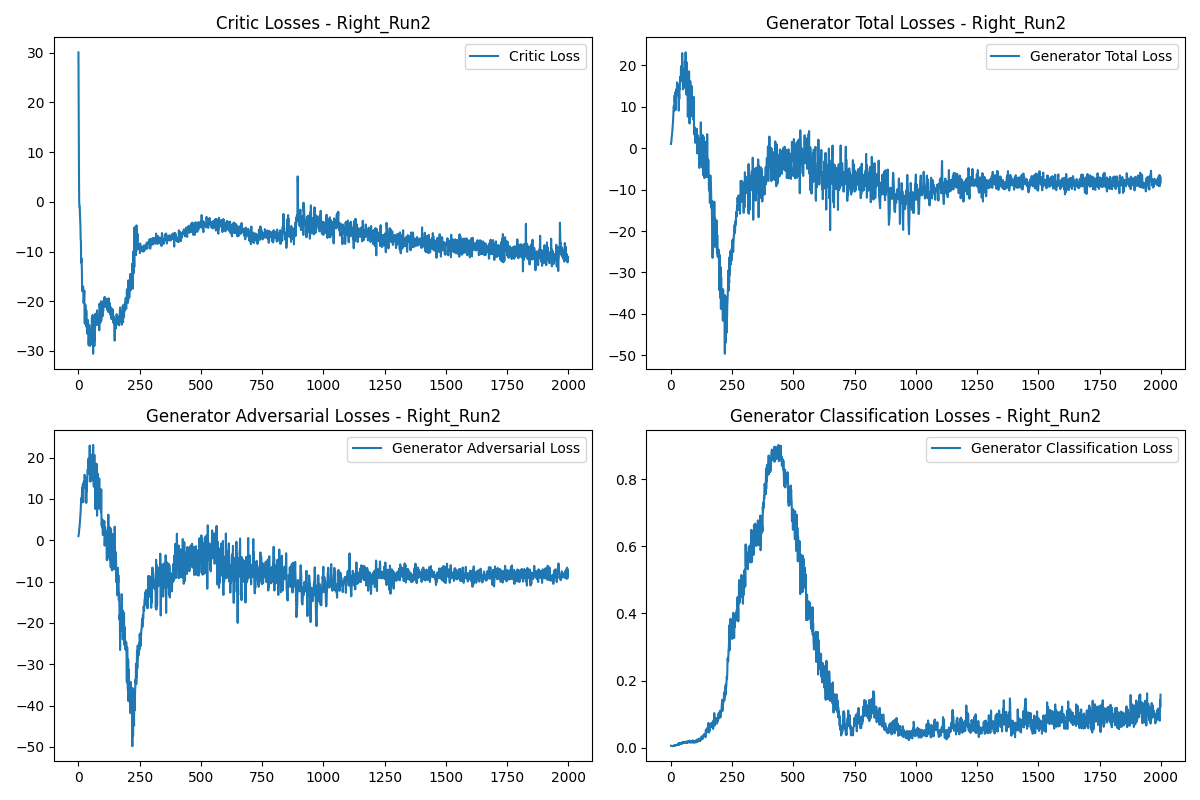 Critic Losses - Right_Run2
Critic Loss
30
20
10
0
−10
−20
−30
0 250 500 750 1000 1250 1500 1750 2000
Generator Total Losses - Right_Run2
Generator Total Loss
20
10
0
−10
−20
−30
−40
−50
0 250 500 750 1000 1250 1500 1750 2000
Generator Adversarial Losses - Right_Run2
Generator Adversarial Loss
20
10
0
−10
−20
−30
−40
−50
0 250 500 750 1000 1250 1500 1750 2000
Generator Classification Losses - Right_Run2
Generator Classification Loss
0.8
0.6
0.4
0.2
0.0
0 250 500 750 1000 1250 1500 1750 2000